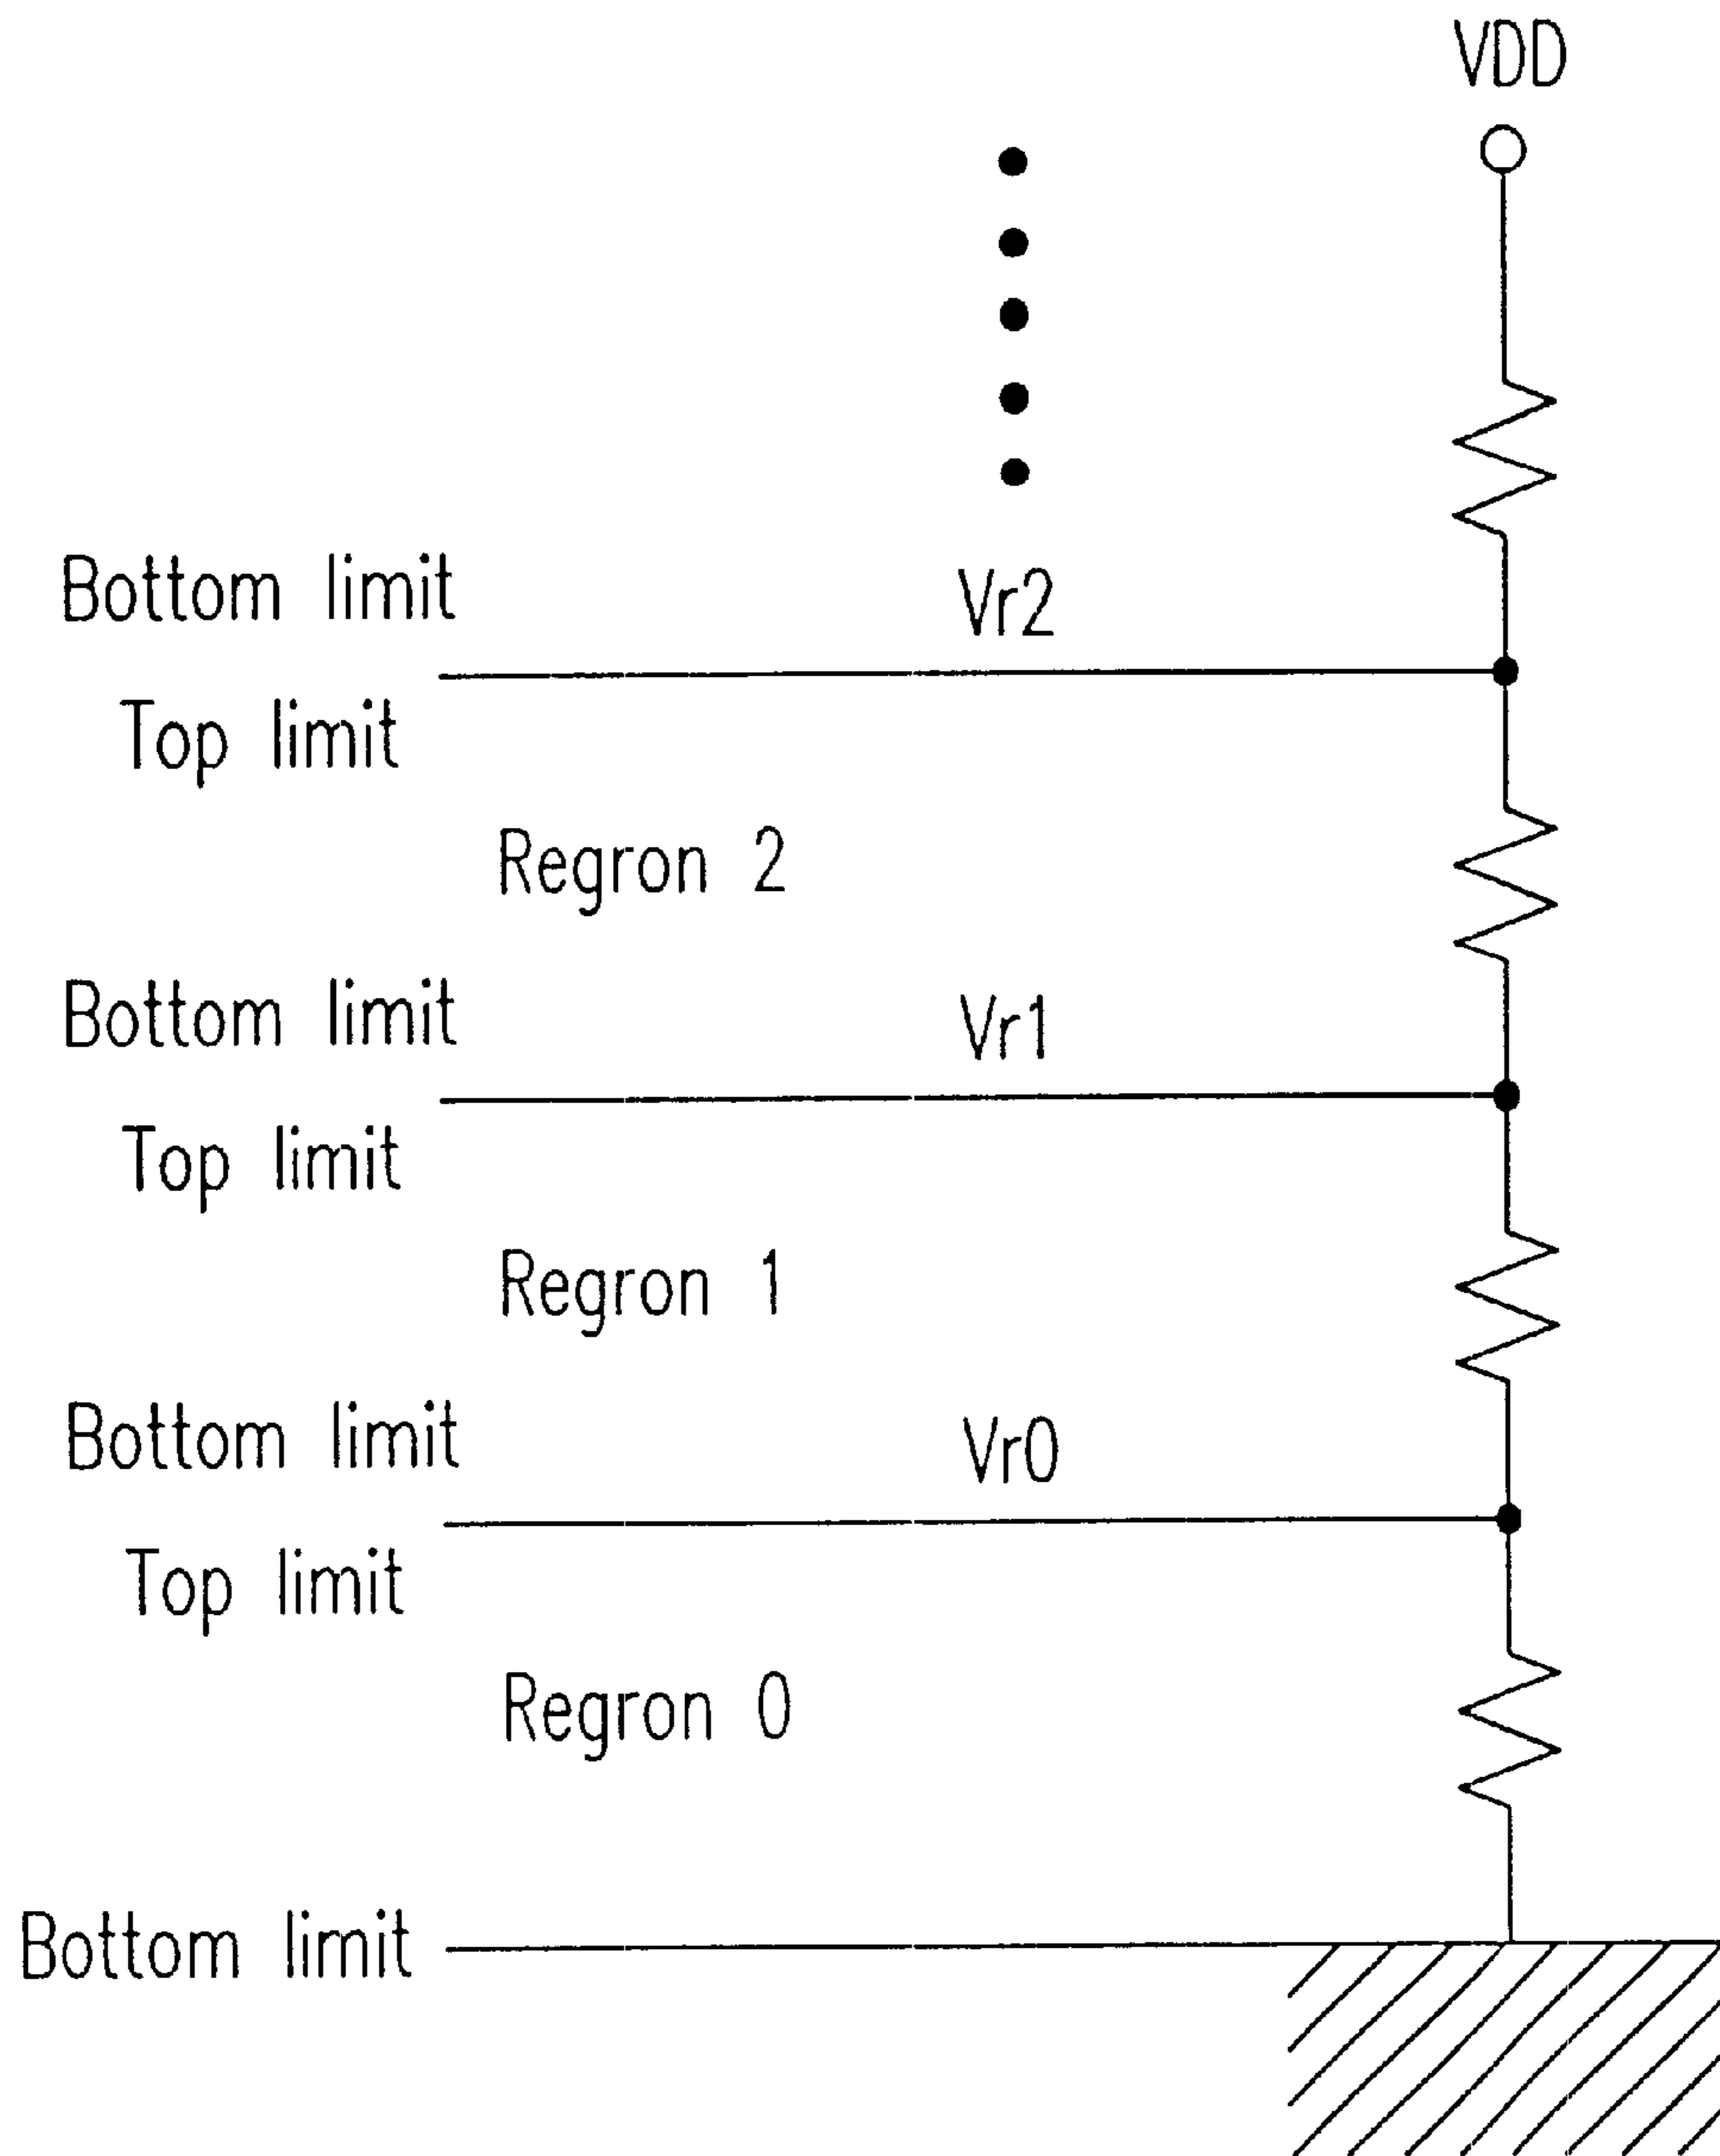 VDD
Bottom limit
Vr2
Top limit
Regron 2
Bottom limit
Vr1
Top limit
Regron 1
Bottom limit
Vr0
Top limit
Regron 0
Bottom limit